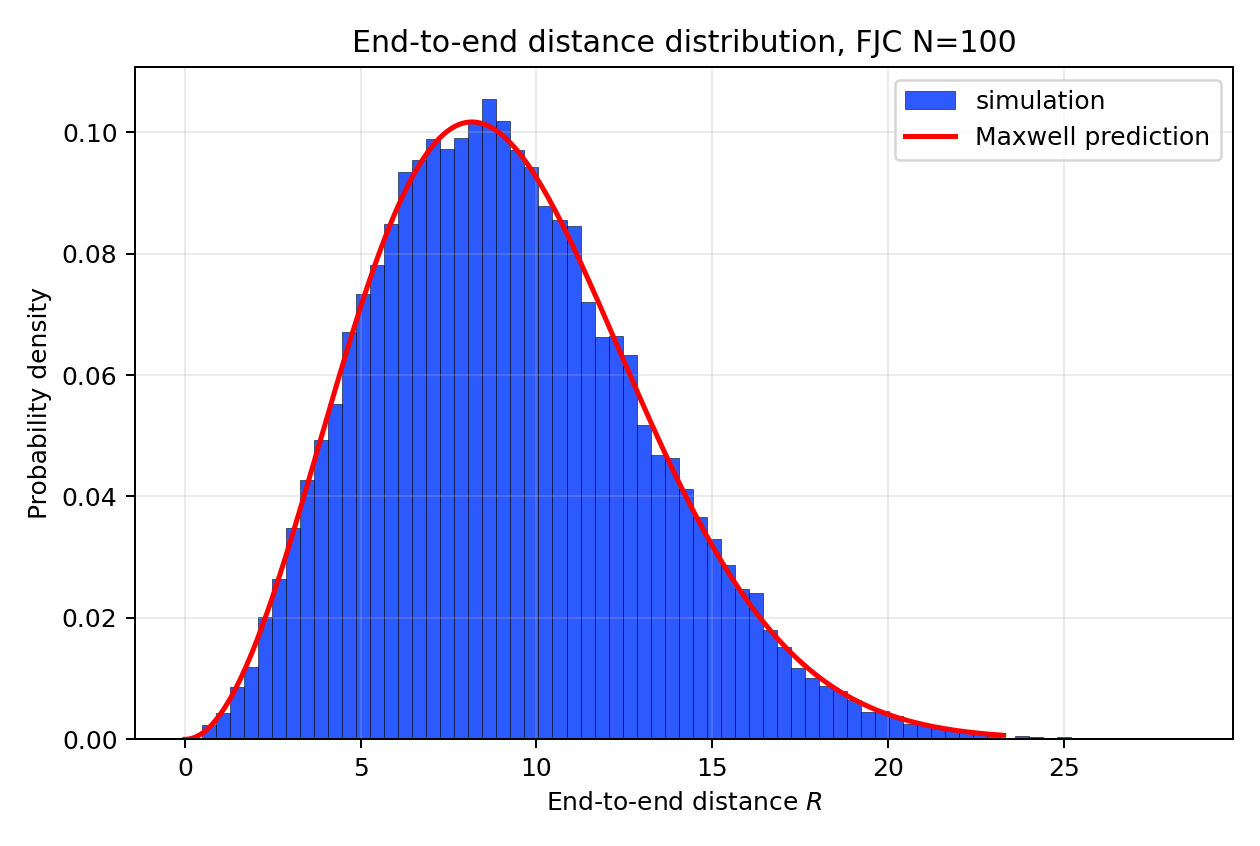 End-to-end distance distribution, FJC N=100
simulation
Maxwell prediction
Probability density
0.10
0.08
0.06
0.04
0.02
0.00
0 5 10 15 20 25
End-to-end distance R